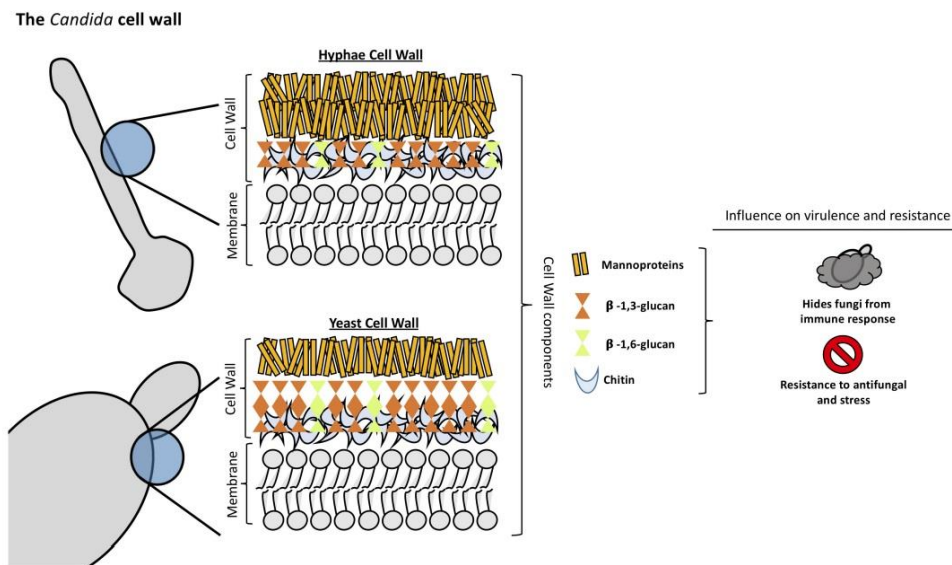 The Candida cell wall
Hyphae Cell Wall
Cell Wall
Membrane
Yeast Cell Wall
Cell Wall
Membrane
Cell Wall components
Mannoproteins
β -1,3-glucan
β -1,6-glucan
Chitin
Influence on virulence and resistance
Hides fungi from
immune response
Resistance to antifungal
and stress